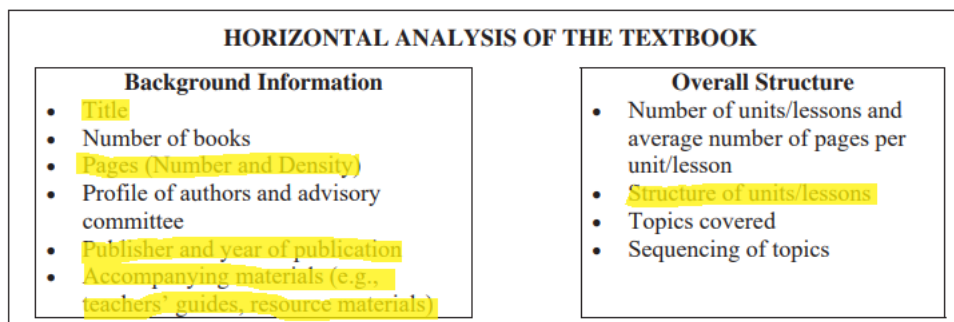 HORIZONTAL ANALYSIS OF THE TEXTBOOK
Background Information
• Title
• Number of books
• Pages (Number and Density)
• Profile of authors and advisory
committee
• Publisher and year of publication
• Accompanying materials (e.g.,
teachers’ guides, resource materials)
Overall Structure
• Number of units/lessons and
average number of pages per
unit/lesson
• Structure of units/lessons
• Topics covered
• Sequencing of topics